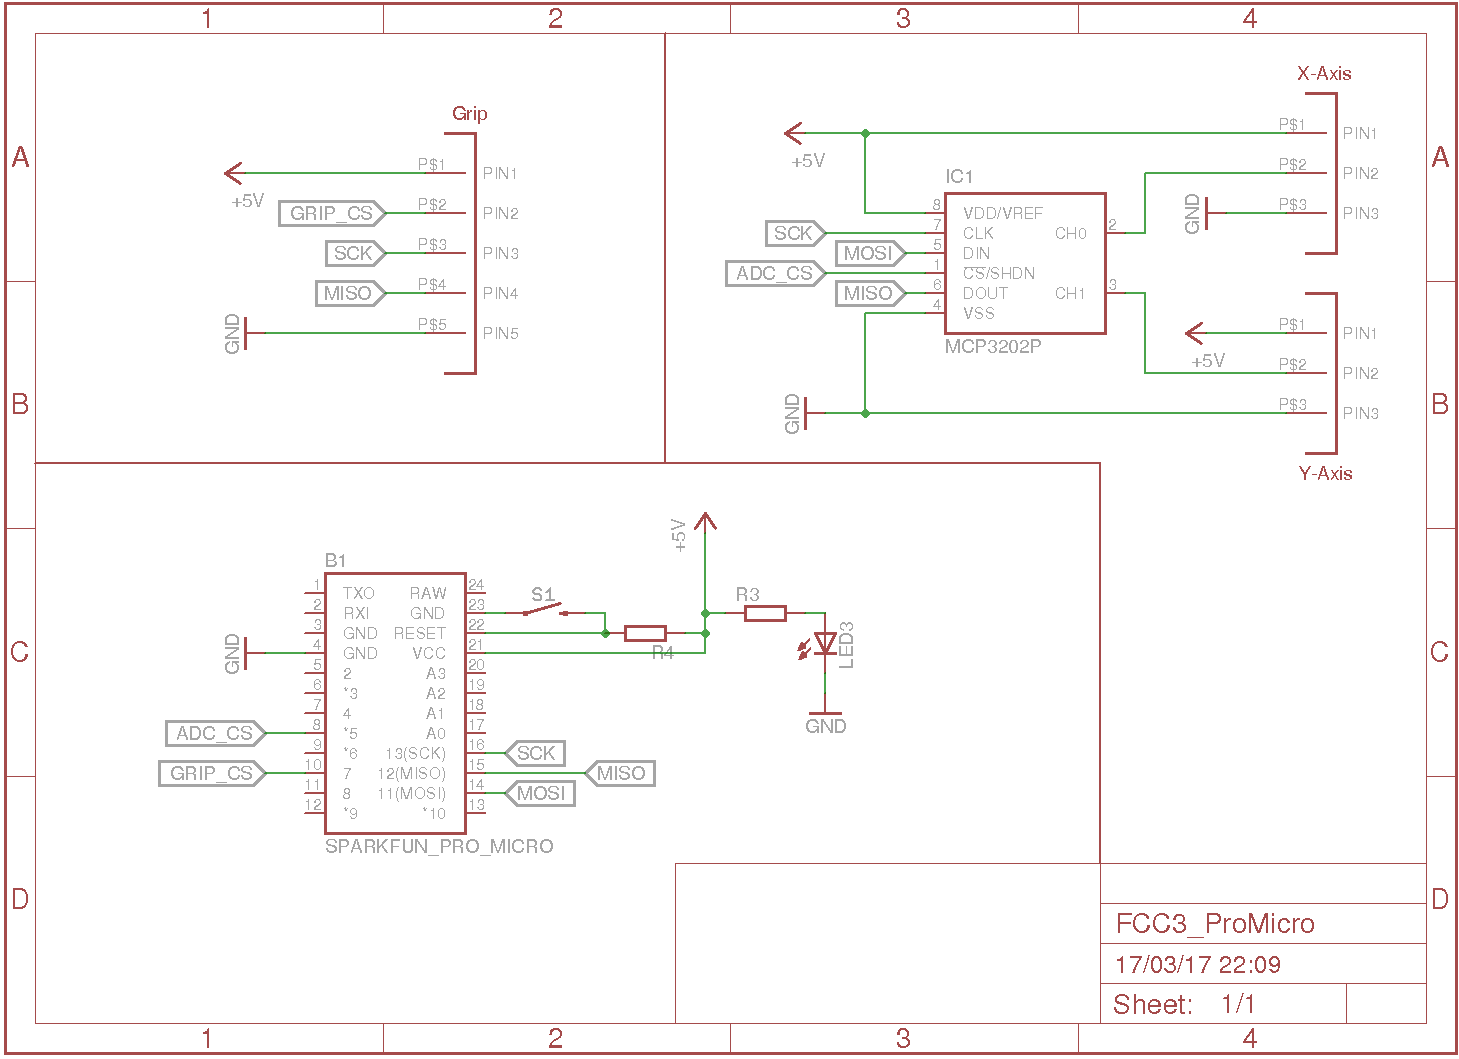 1 2 3 4
A
B
C
D
Grip
P$1 PIN1
+5V
GRIP_CS P$2 PIN2
SCK P$3 PIN3
MISO P$4 PIN4
GND P$5 PIN5
X-Axis
P$1 PIN1
+5V
P$2 PIN2
GND P$3 PIN3
IC1
8 VDD/VREF
SCK 7 CLK CH0 2
MOSI 5 DIN
ADC_CS 1 CS/SHDN
MISO 6 DOUT CH1 3
4 VSS
MCP3202P
P$1 PIN1
+5V
P$2 PIN2
GND P$3 PIN3
Y-Axis
+5V
B1
1 TXO RAW 24
2 RXI GND 23 S1
3 GND RESET 22 R4
GND 4 GND VCC 21
5 2 A3 20
6 *3 A2 19
7 4 A1 18
ADC_CS 8 *5 A0 17
9 *6 13(SCK) 16 SCK
GRIP_CS 10 7 12(MISO) 15 MISO
11 8 11(MOSI) 14 MOSI
12 *9 *10 13
SPARKFUN_PRO_MICRO
R3
LED3
GND
FCC3_ProMicro
17/03/17 22:09
Sheet: 1/1
A
B
C
D
1 2 3 4